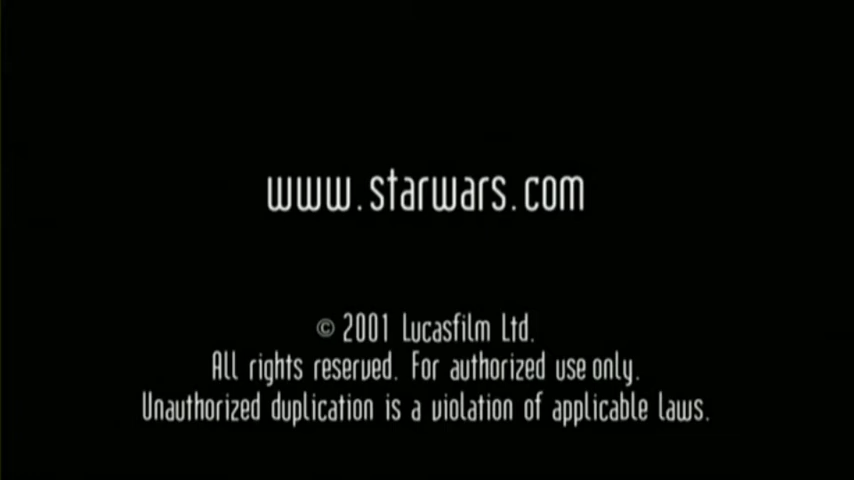 www.starwars.com
© 2001 Lucasfilm Ltd.
All rights reserved. For authorized use only.
Unauthorized duplication is a violation of applicable laws.